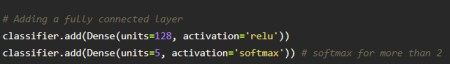 # Adding a fully connected layer
classifier.add(Dense(units=128, activation='relu'))
classifier.add(Dense(units=5, activation='softmax')) # softmax for more than 2